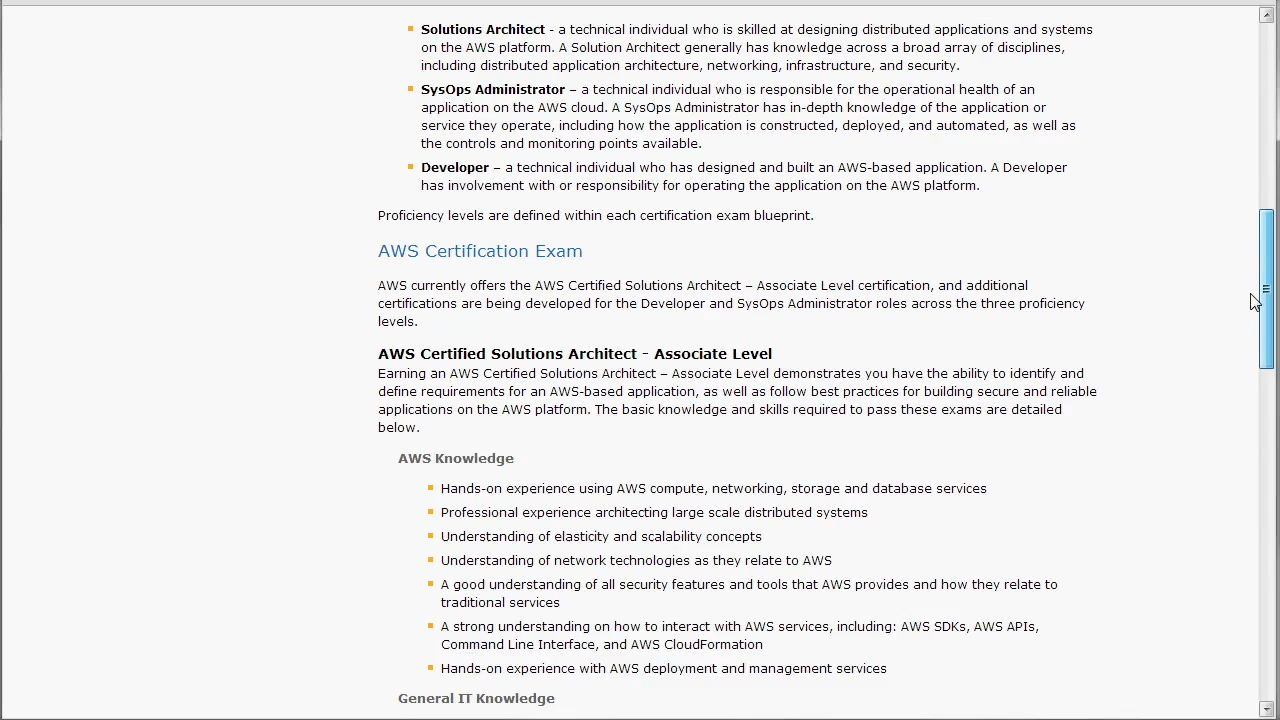 Solutions Architect - a technical individual who is skilled at designing distributed applications and systems
on the AWS platform. A Solution Architect generally has knowledge across a broad array of disciplines,
including distributed application architecture, networking, infrastructure, and security.
SysOps Administrator – a technical individual who is responsible for the operational health of an
application on the AWS cloud. A SysOps Administrator has in-depth knowledge of the application or
service they operate, including how the application is constructed, deployed, and automated, as well as
the controls and monitoring points available.
Developer – a technical individual who has designed and built an AWS-based application. A Developer
has involvement with or responsibility for operating the application on the AWS platform.
Proficiency levels are defined within each certification exam blueprint.
AWS Certification Exam
AWS currently offers the AWS Certified Solutions Architect – Associate Level certification, and additional
certifications are being developed for the Developer and SysOps Administrator roles across the three proficiency
levels.
AWS Certified Solutions Architect - Associate Level
Earning an AWS Certified Solutions Architect – Associate Level demonstrates you have the ability to identify and
define requirements for an AWS-based application, as well as follow best practices for building secure and reliable
applications on the AWS platform. The basic knowledge and skills required to pass these exams are detailed
below.
AWS Knowledge
Hands-on experience using AWS compute, networking, storage and database services
Professional experience architecting large scale distributed systems
Understanding of elasticity and scalability concepts
Understanding of network technologies as they relate to AWS
A good understanding of all security features and tools that AWS provides and how they relate to
traditional services
A strong understanding on how to interact with AWS services, including: AWS SDKs, AWS APIs,
Command Line Interface, and AWS CloudFormation
Hands-on experience with AWS deployment and management services
General IT Knowledge